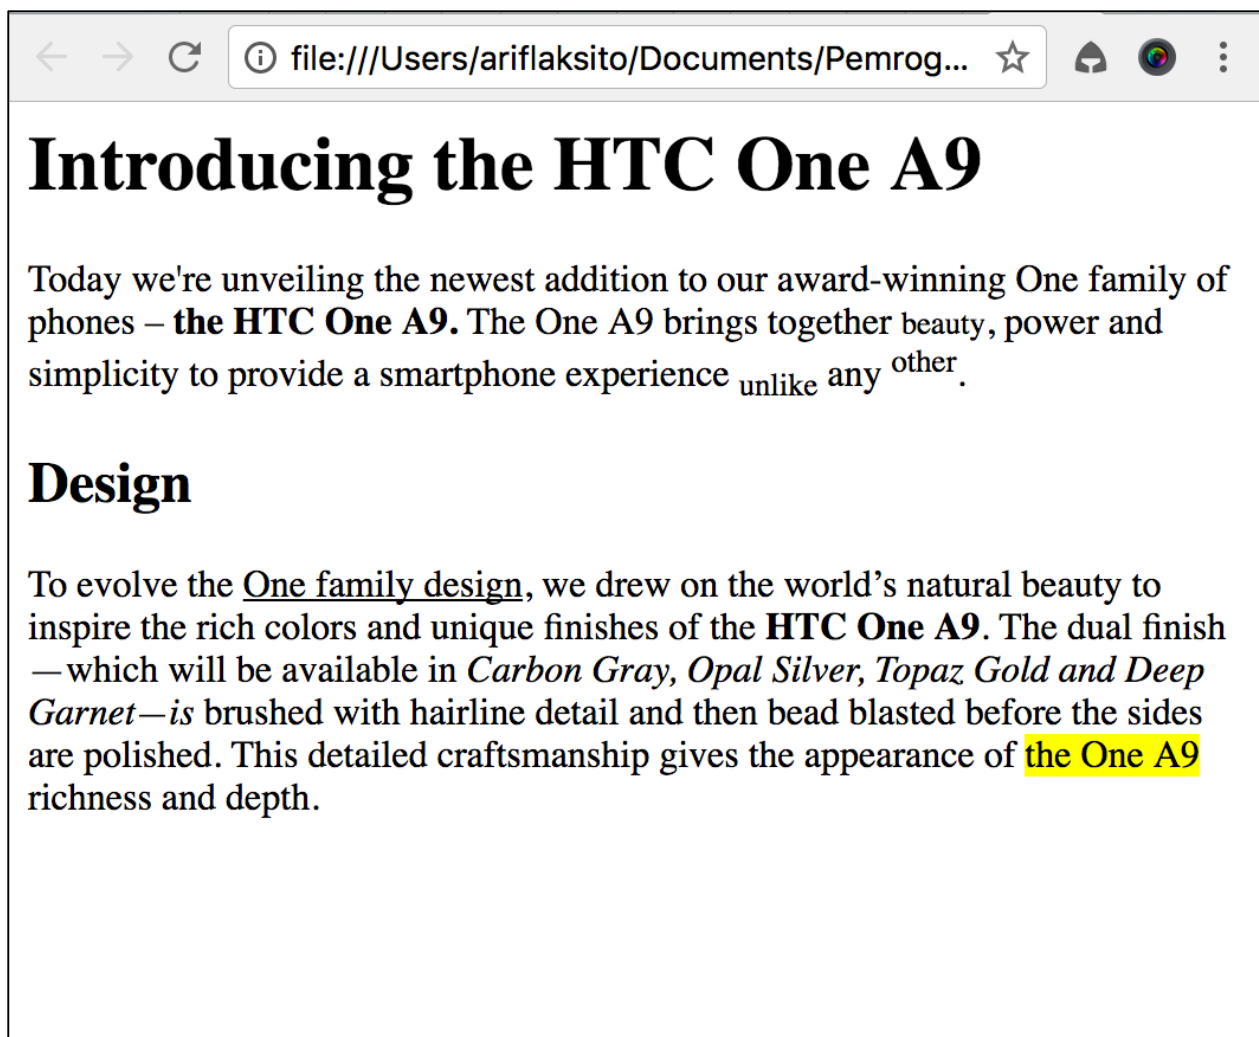 file:///Users/ariflaksito/Documents/Pemrog...
Introducing the HTC One A9
Today we're unveiling the newest addition to our award-winning One family of
phones – the HTC One A9. The One A9 brings together beauty, power and
simplicity to provide a smartphone experience unlike any other.
Design
To evolve the One family design, we drew on the world’s natural beauty to
inspire the rich colors and unique finishes of the HTC One A9. The dual finish
—which will be available in Carbon Gray, Opal Silver, Topaz Gold and Deep
Garnet—is brushed with hairline detail and then bead blasted before the sides
are polished. This detailed craftsmanship gives the appearance of the One A9
richness and depth.